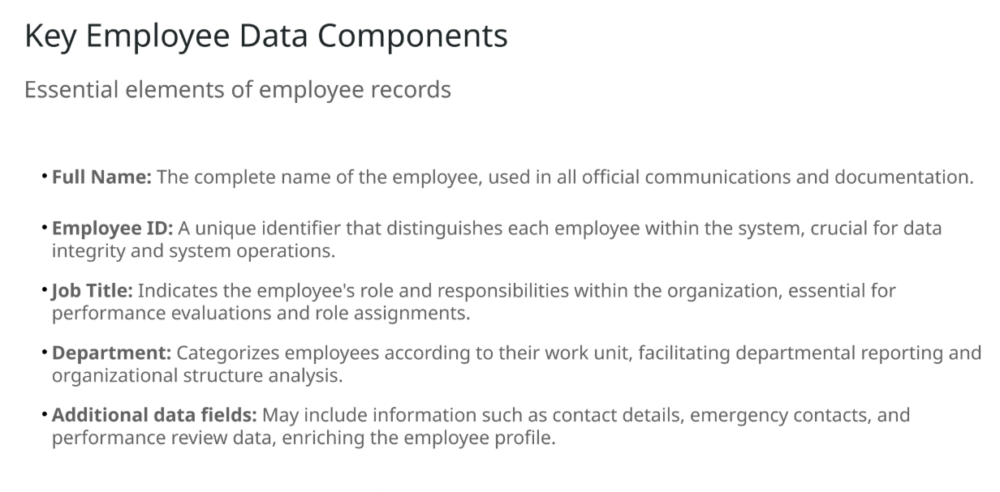 Key Employee Data Components
Essential elements of employee records
• Full Name: The complete name of the employee, used in all official communications and documentation.
• Employee ID: A unique identifier that distinguishes each employee within the system, crucial for data
integrity and system operations.
• Job Title: Indicates the employee's role and responsibilities within the organization, essential for
performance evaluations and role assignments.
• Department: Categorizes employees according to their work unit, facilitating departmental reporting and
organizational structure analysis.
• Additional data fields: May include information such as contact details, emergency contacts, and
performance review data, enriching the employee profile.